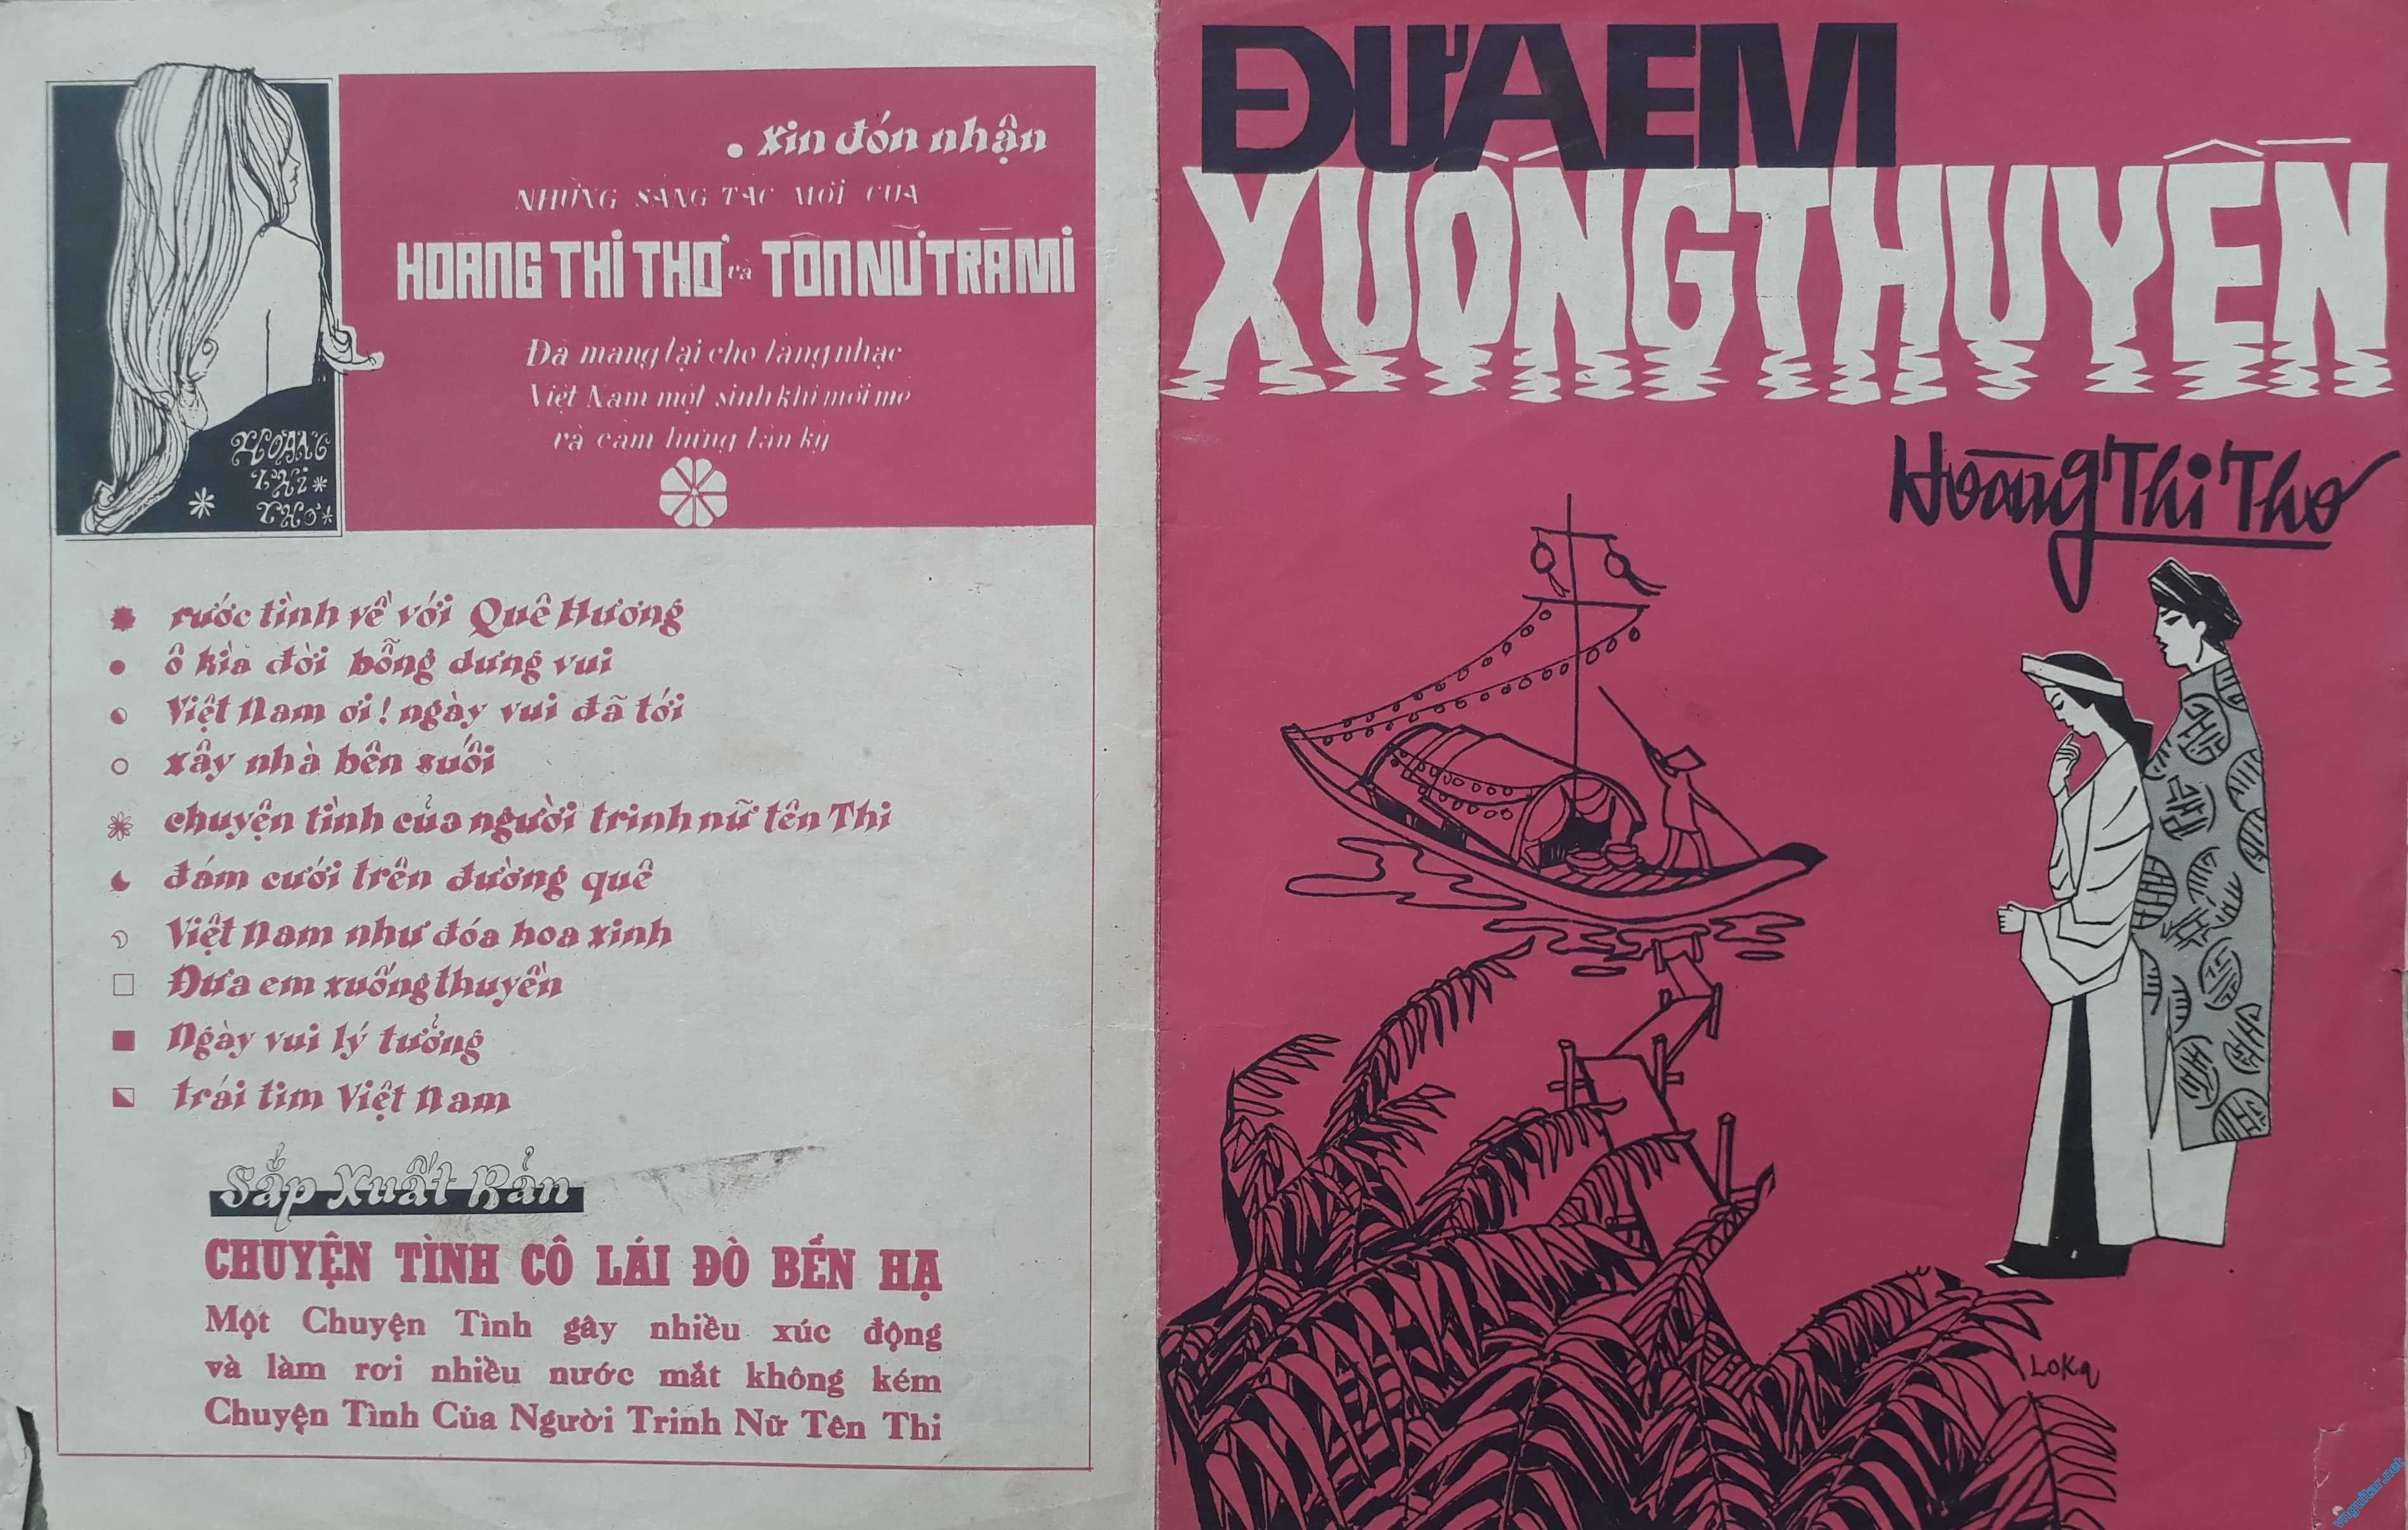 . xin đón nhận
NHỮNG SÁNG TÁC MỚI CỦA
HOÀNG THI THƠ và TÔN NỮ TRÀ MI
Đã mang lại cho làng nhạc
Việt Nam một sinh khí mới mẻ
và cảm hứng tân kỳ
HOÀNG
THI
THƠ
rước tình về với Quê Hương
ô kìa đời bỗng dưng vui
Việt Nam ơi! ngày vui đã tới
xây nhà bên suối
chuyện tình của người trinh nữ tên Thi
đám cưới trên đường quê
Việt Nam như đóa hoa xinh
Đưa em xuống thuyền
Ngày vui lý tưởng
trái tim Việt Nam
Sắp Xuất Bản
CHUYỆN TÌNH CÔ LÁI ĐÒ BẾN HẠ
Một Chuyện Tình gây nhiều xúc động
và làm rơi nhiều nước mắt không kém
Chuyện Tình Của Người Trinh Nữ Tên Thi
ĐƯA EM
XUỐNG THUYỀN
Hoàng Thi Thơ
LOKA
vnguitar.net